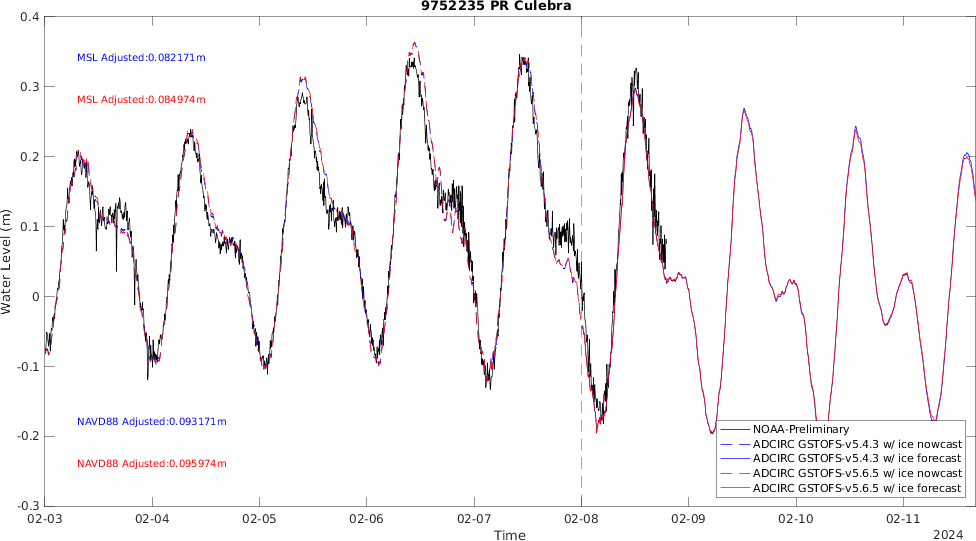 9752235 PR Culebra
0.4
0.3
0.2
0.1
0
-0.1
-0.2
-0.3
Water Level (m)
MSL Adjusted:0.082171m
MSL Adjusted:0.084974m
NAVD88 Adjusted:0.093171m
NAVD88 Adjusted:0.095974m
NOAA-Preliminary
ADCIRC GSTOFS-v5.4.3 w/ ice nowcast
ADCIRC GSTOFS-v5.4.3 w/ ice forecast
ADCIRC GSTOFS-v5.6.5 w/ ice nowcast
ADCIRC GSTOFS-v5.6.5 w/ ice forecast
02-03 02-04 02-05 02-06 02-07 02-08 02-09 02-10 02-11
Time
2024